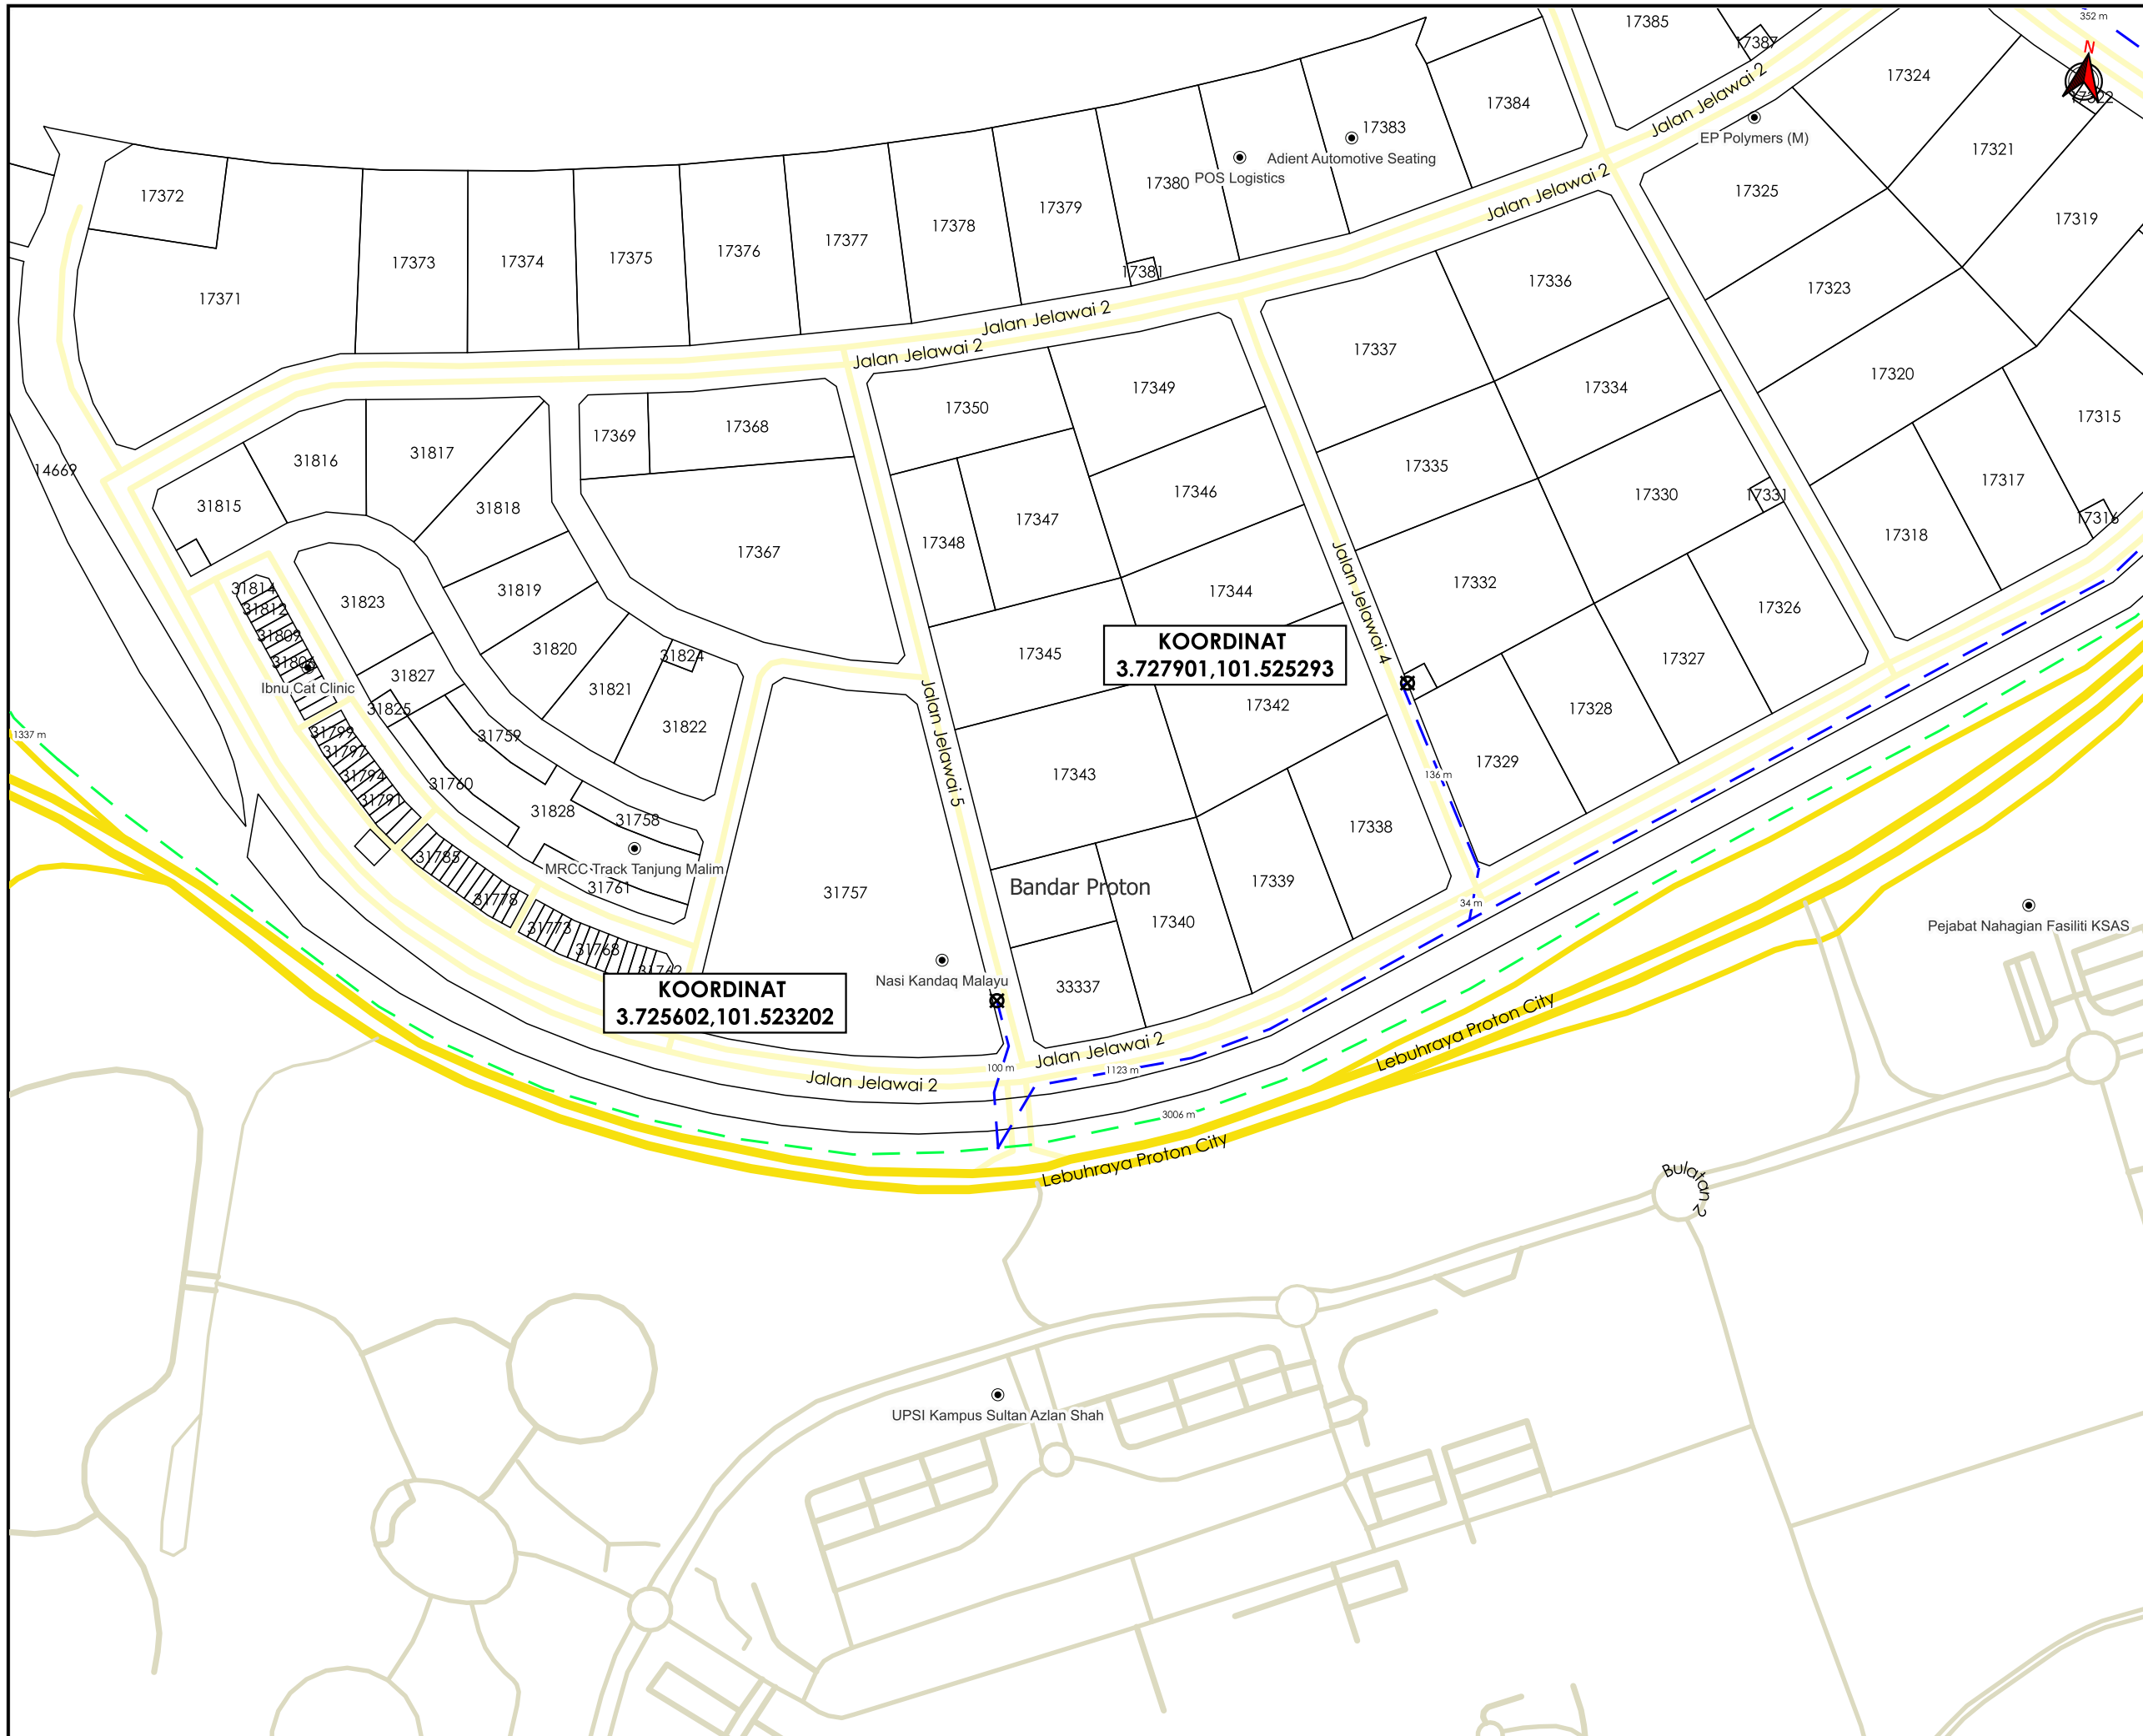 352 m
17385
17387
N
17322
17324
17384
17383
Adient Automotive Seating
Jalan Jelawai 2
EP Polymers (M)
17321
17372
17380
POS Logistics
Jalan Jelawai 2
17325
17379
17319
17378
17377
17376
17375
17374
17373
17381
17371
17336
17323
Jalan Jelawai 2
Jalan Jelawai 2
17337
17349
17334
17320
17350
17315
17368
17369
31817
31816
14669
17335
31815
31818
17346
17347
17330
17331
17317
17316
17348
17367
17318
Jalan Jelawai 4
31814
31812
31823
31819
17344
17332
17326
31809
31806
Ibnu Cat Clinic
31820
31824
17345
KOORDINAT
3.727901,101.525293
17327
31827
31821
31825
31822
17342
17328
1337 m
31799
31797
31759
Jalan Jelawai 5
31794
31760
17343
136 m
17329
31791
31828
31758
17338
31785
MRCC Track Tanjung Malim
31761
31757
Bandar Proton
17339
31778
34 m
17340
Pejabat Nahagian Fasiliti KSAS
31773
31768
31762
Nasi Kandaq Malayu
33337
KOORDINAT
3.725602,101.523202
Lebuhraya Proton City
Jalan Jelawai 2
100 m
1123 m
Jalan Jelawai 2
3006 m
Lebuhraya Proton City
Bulatan 2
UPSI Kampus Sultan Azlan Shah